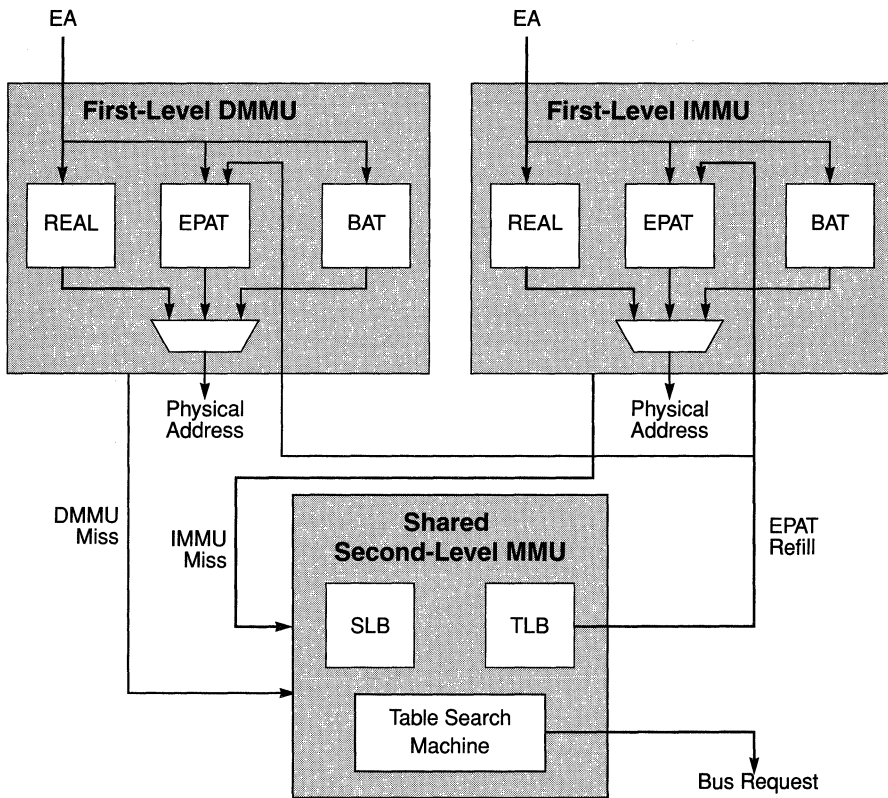 EA
EA
First-Level DMMU
First-Level IMMU
REAL
EPAT
BAT
REAL
EPAT
BAT
Physical
Address
Physical
Address
DMMU
Miss
IMMU
Miss
Shared
Second-Level MMU
EPAT
Refill
SLB
TLB
Table Search
Machine
Bus Request